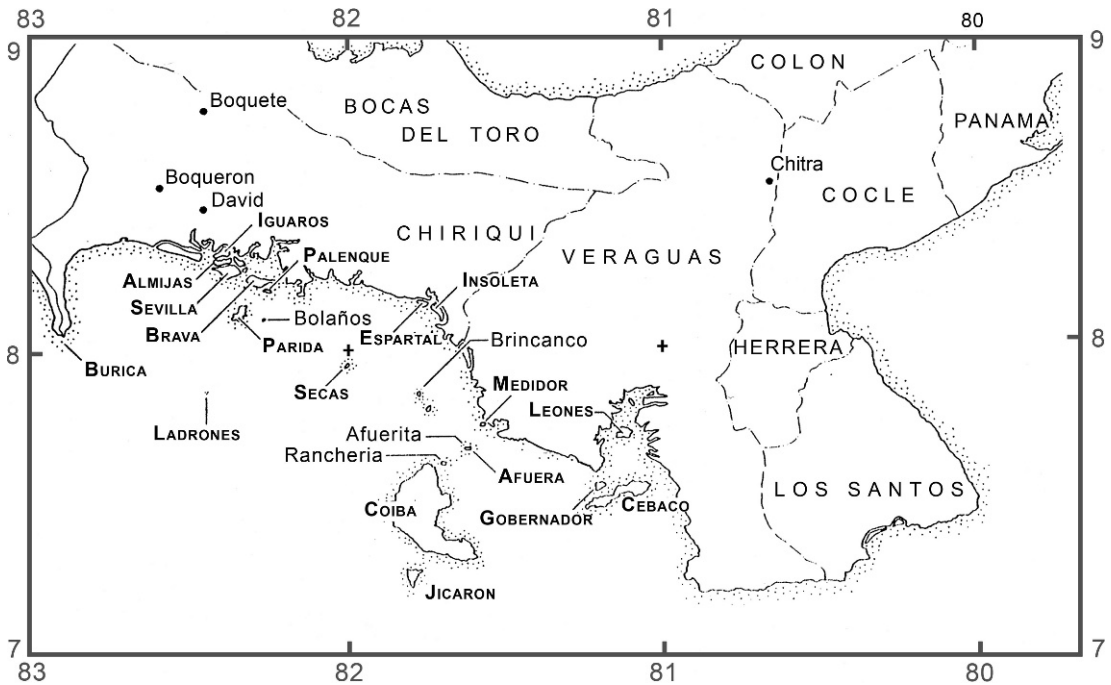 83 82 81 80
9 9
COLON
BOCAS
DEL TORO
Boquete
PANAMA
Chitra
Boqueron
COCLE
David
IGUAROS
CHIRIQUI
VERAGUAS
PALENQUE
ALMIJAS
INSOLETA
SEVILLA
Bolaños
BRAVA
PARIDA
ESPARTAL
Brincanco
HERRERA
8 8
BURICA
SECAS
MEDIDOR
LEONES
LADRONES
Afuerita
Rancheria
AFUERA
LOS SANTOS
COIBA
GOBERNADOR
CEBACO
JICARON
7 7
83 82 81 80